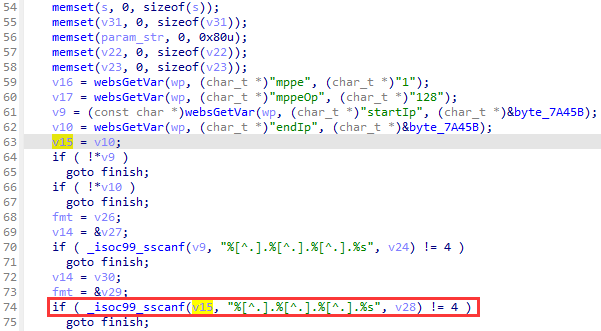 54 memset(s, 0, sizeof(s));
55 memset(v31, 0, sizeof(v31));
56 memset(param_str, 0, 0x80u);
57 memset(v22, 0, sizeof(v22));
58 memset(v23, 0, sizeof(v23));
59 v16 = websGetVar(wp, (char_t *)"mppe", (char_t *)"1");
60 v17 = websGetVar(wp, (char_t *)"mppeOp", (char_t *)"128");
61 v9 = (const char *)websGetVar(wp, (char_t *)"startIp", (char_t *)&byte_7A45B);
62 v10 = websGetVar(wp, (char_t *)"endIp", (char_t *)&byte_7A45B);
63 v15 = v10;
64 if ( !*v9 )
65 goto finish;
66 if ( !*v10 )
67 goto finish;
68 fmt = v26;
69 v14 = &v27;
70 if ( _isoc99_sscanf(v9, "%[^.].%[^.].%[^.].%s", v24) != 4 )
71 goto finish;
72 v14 = v30;
73 fmt = &v29;
74 if ( _isoc99_sscanf(v15, "%[^.].%[^.].%[^.].%s", v28) != 4 )
75 goto finish;